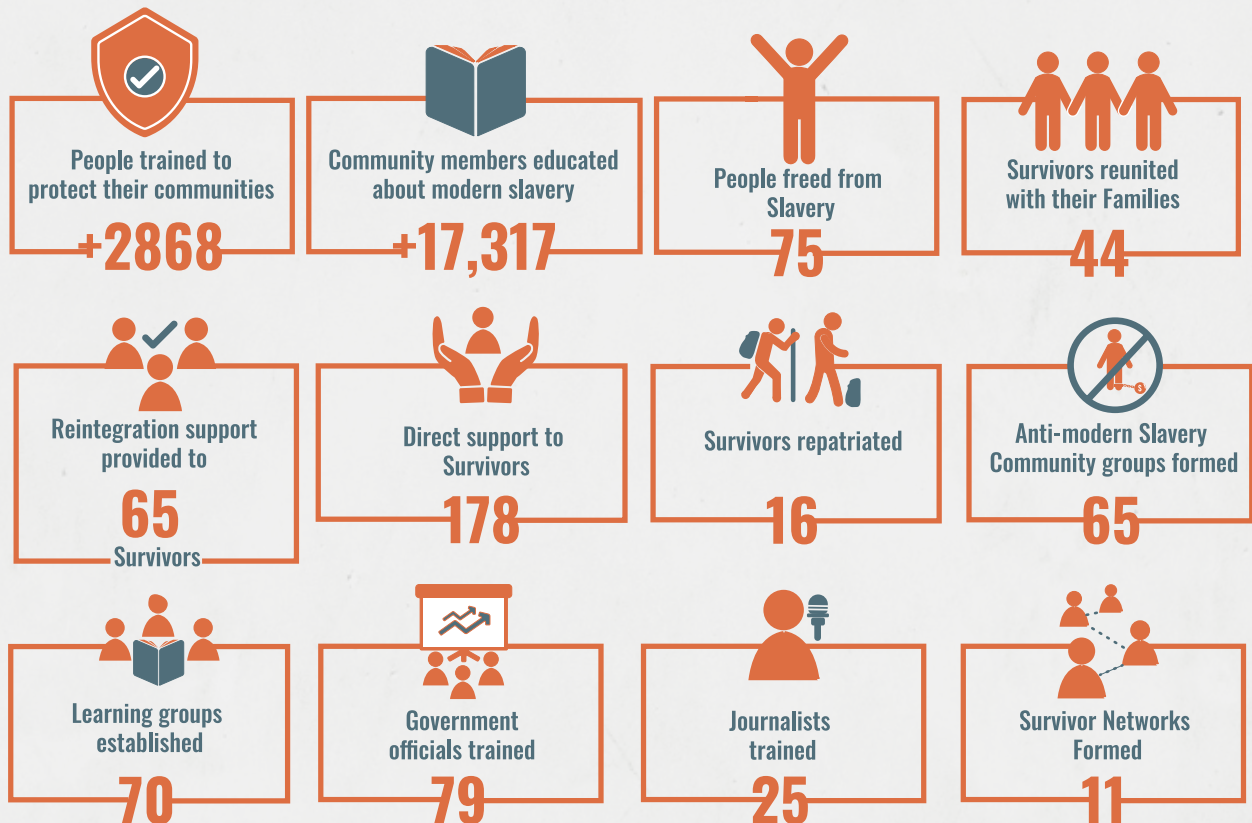 People trained to
protect their communities
+2868
Community members educated
about modern slavery
+17,317
People freed from
Slavery
75
Survivors reunited
with their Families
44
Reintegration support
provided to
65
Survivors
Direct support to
Survivors
178
Survivors repatriated
16
$
Anti-modern Slavery
Community groups formed
65
Learning groups
established
70
Government
officials trained
79
Journalists
trained
25
Survivor Networks
Formed
11